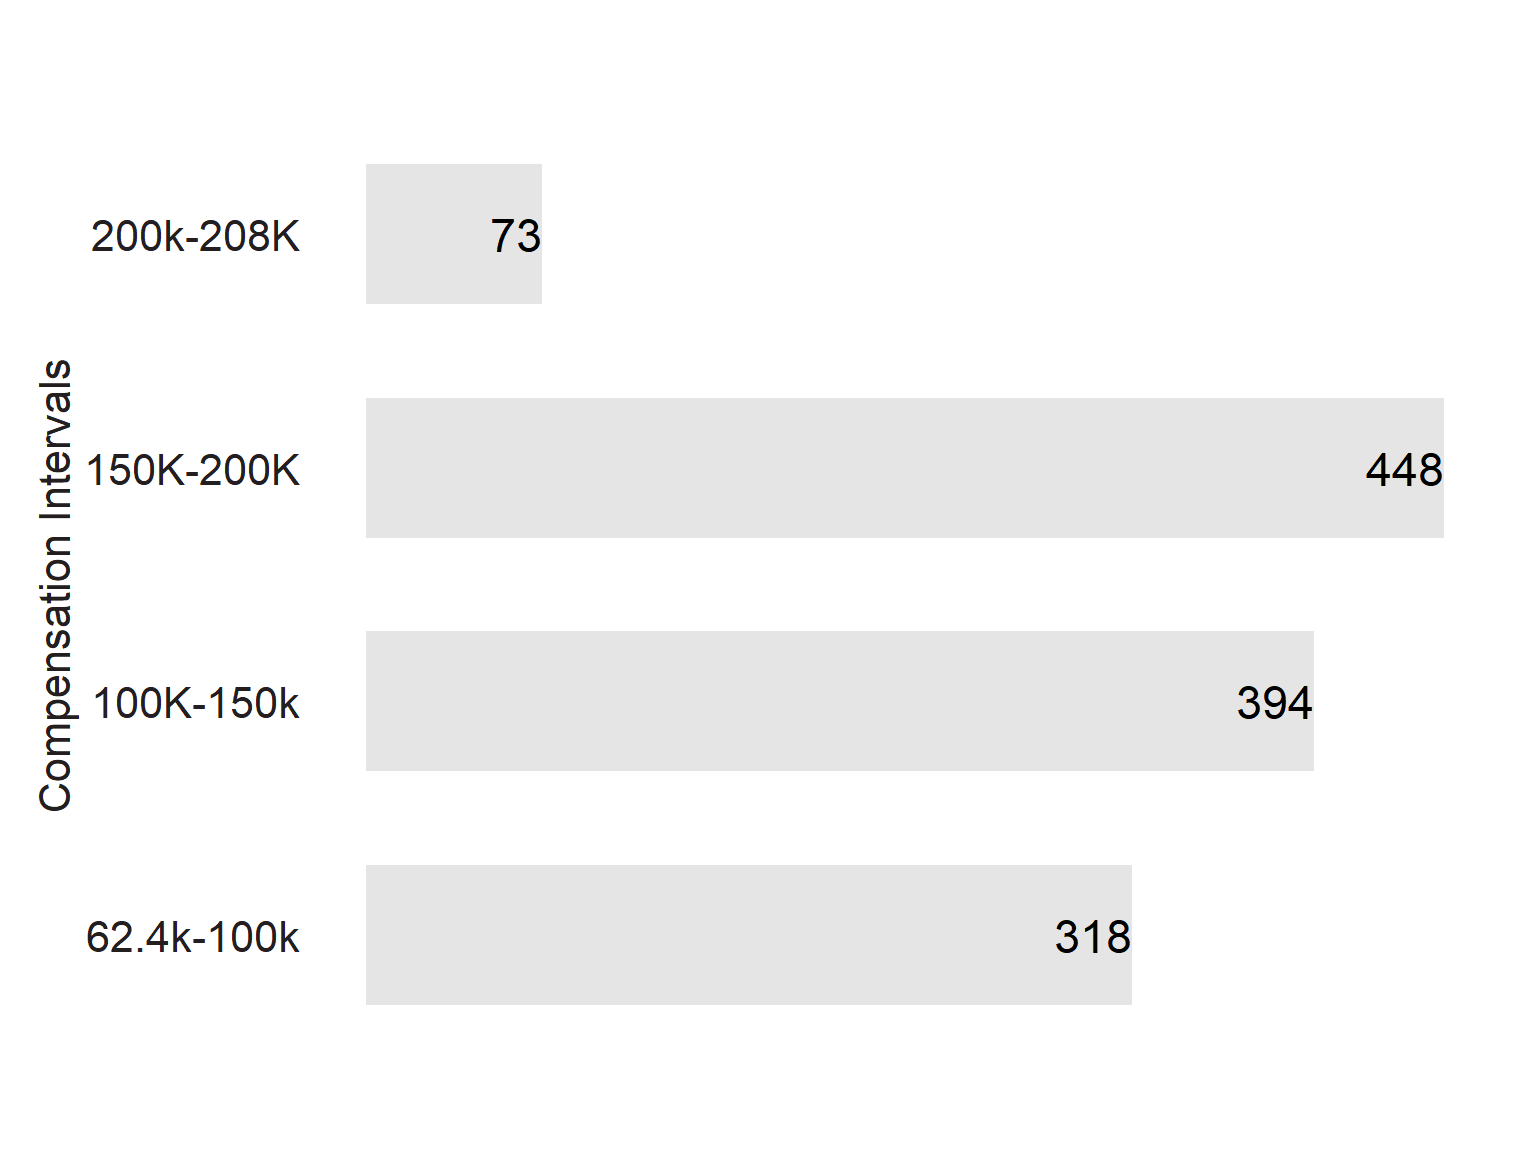 Compensation Intervals
200k-208K
73
150K-200K
448
100K-150k
394
62.4k-100k
318